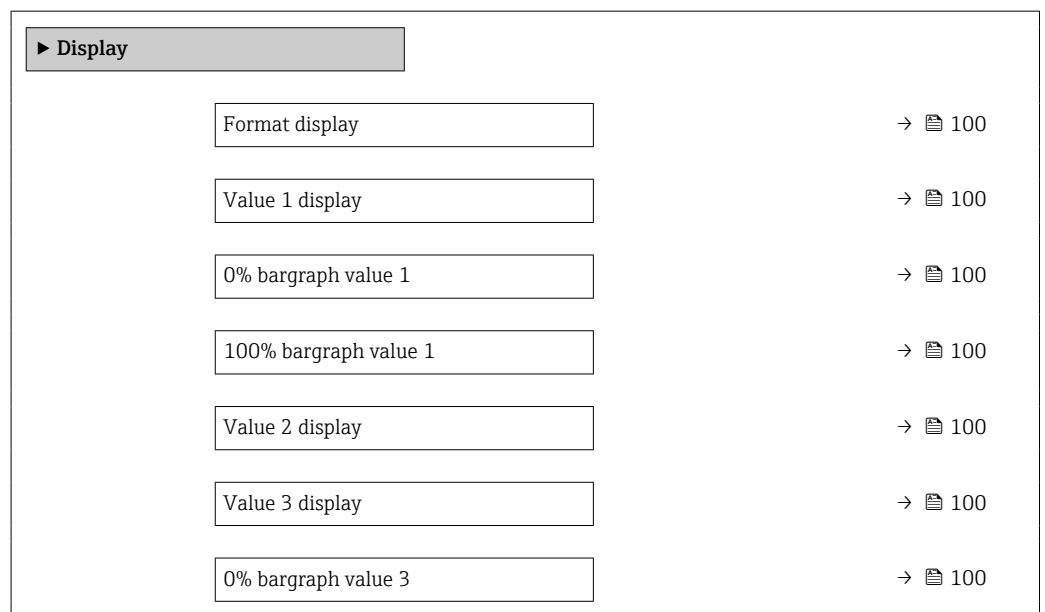 ▶ Display
Format display → 100
Value 1 display → 100
0% bargraph value 1 → 100
100% bargraph value 1 → 100
Value 2 display → 100
Value 3 display → 100
0% bargraph value 3 → 100